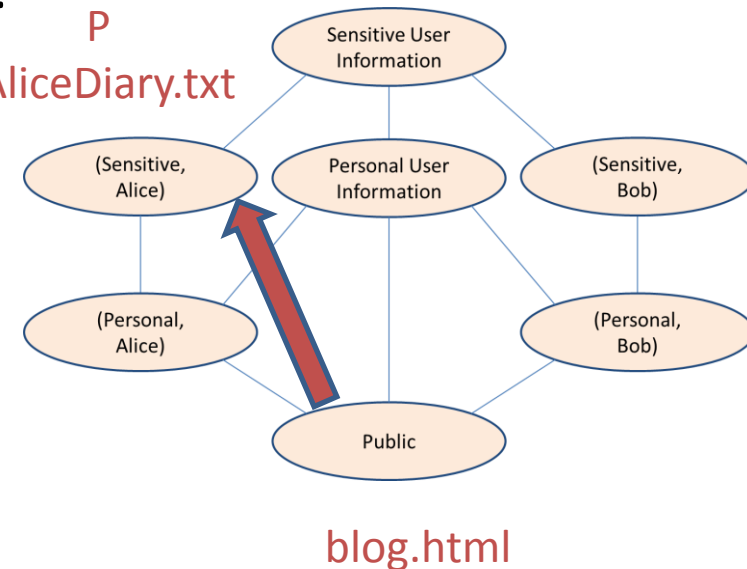 P
AliceDiary.txt
Sensitive User
Information
(Sensitive,
Alice)
Personal User
Information
(Sensitive,
Bob)
(Personal,
Alice)
(Personal,
Bob)
Public
blog.html